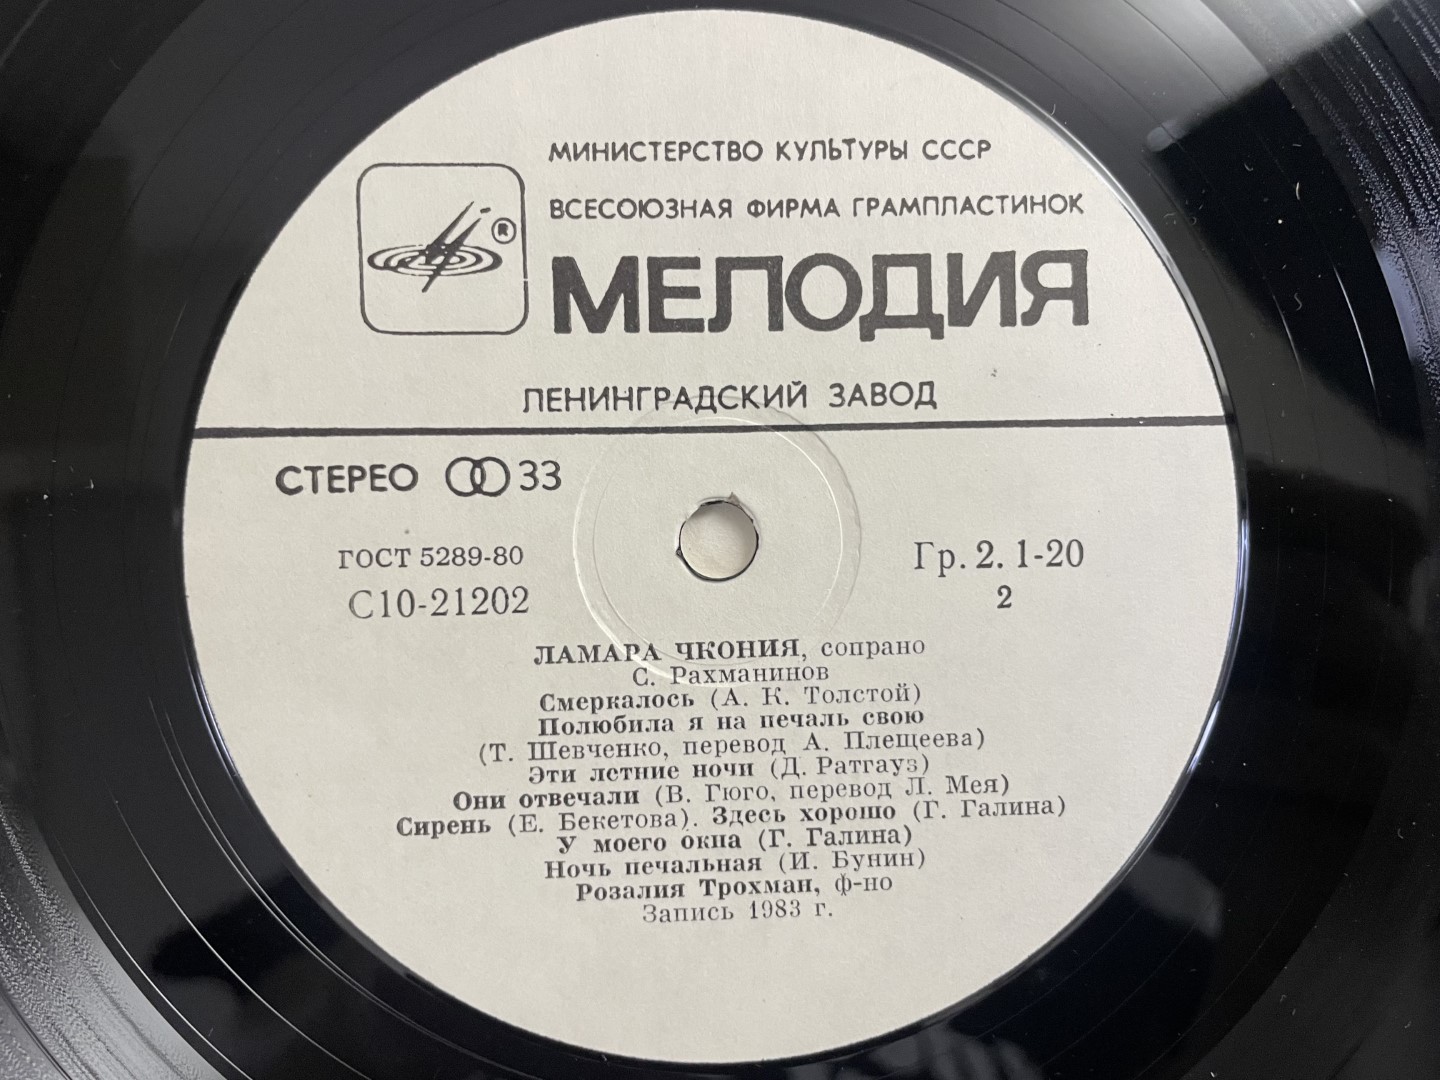 МИНИСТЕРСТВО КУЛЬТУРЫ СССР
ВСЕСОЮЗНАЯ ФИРМА ГРАМПЛАСТИНОК
®
МЕЛОДИЯ
ЛЕНИНГРАДСКИЙ ЗАВОД
СТЕРЕО 33
ГОСТ 5289-80
С10-21202
Гр. 2. 1-20
2
ЛАМАРА ЧКОНИЯ, сопрано
С. Рахманинов
Смеркалось (А. К. Толстой)
Полюбила я на печаль свою
(Т. Шевченко, перевод А. Плещеева)
Эти летние ночи (Д. Ратгауз)
Они отвечали (В. Гюго, перевод Л. Мея)
Сирень (Е. Бекетова). Здесь хорошо (Г. Галина)
У моего окна (Г. Галина)
Ночь печальная (И. Бунин)
Розалия Трохман, ф-но
Запись 1983 г.